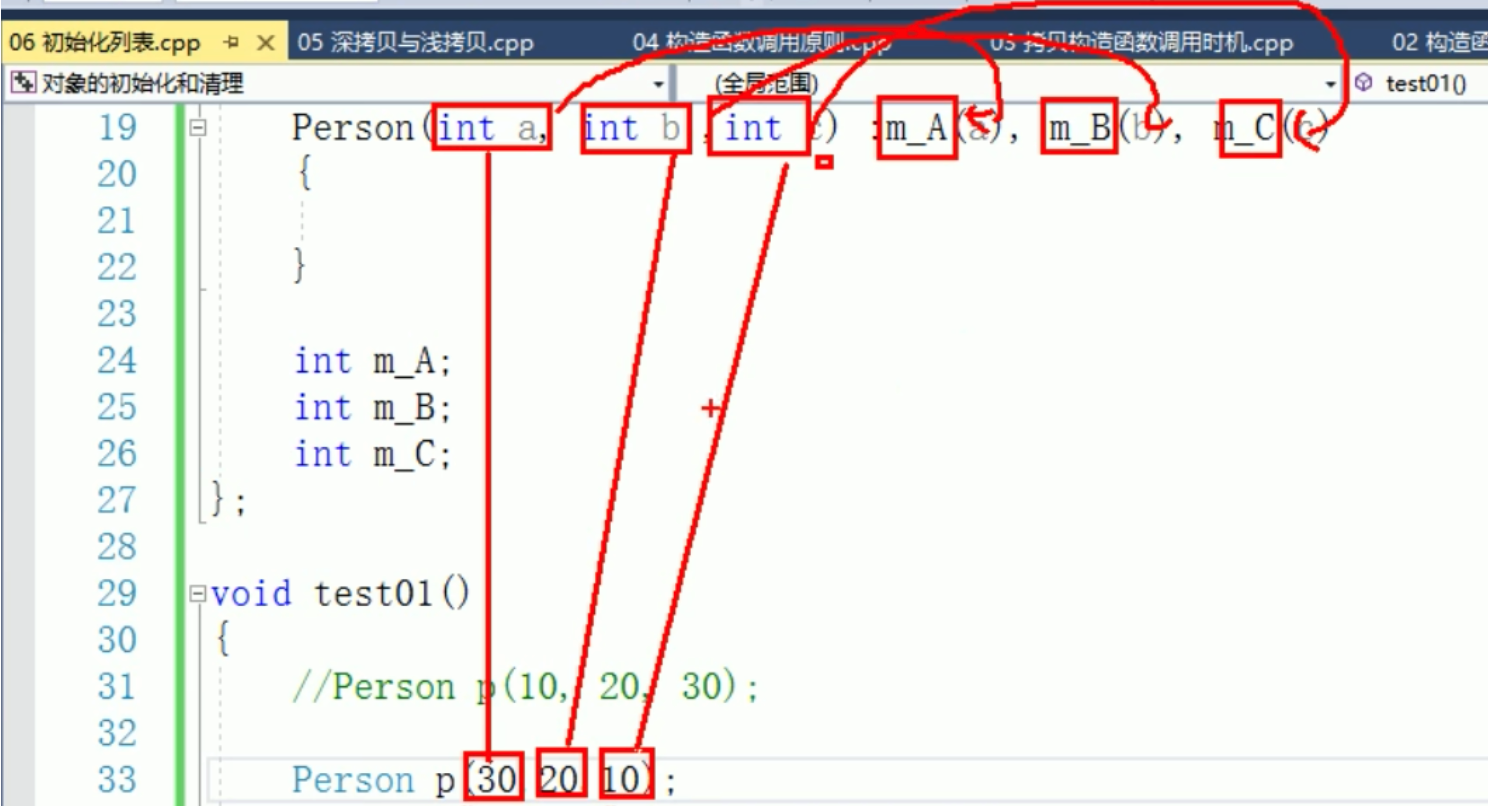 06 初始化列表.cpp 05 深拷贝与浅拷贝.cpp 04 构造函数调用原则.cpp 03 拷贝构造函数调用时机.cpp 02 构造函
对象的初始化和清理 (全局范围) test01()
19 Person(int a, int b ,int c) :m_A(a), m_B(b), m_C(c)
20 {
21
22 }
23
24 int m_A;
25 int m_B;
26 int m_C;
27 };
28
29 void test01()
30 {
31 //Person p(10, 20, 30);
32
33 Person p(30 20 10);